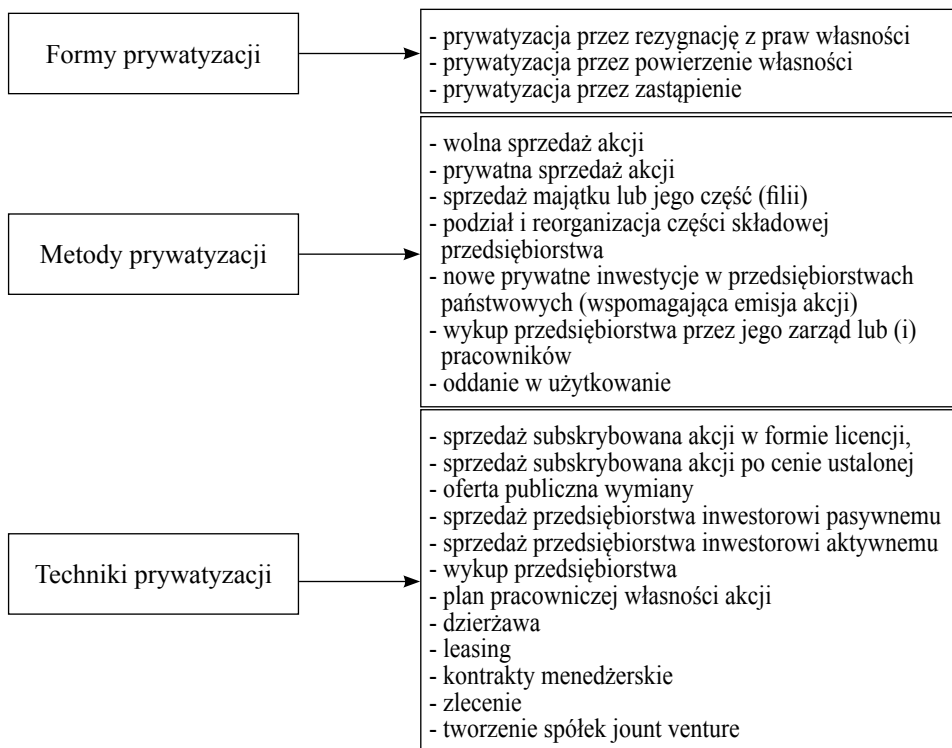 Formy prywatyzacji
- prywatyzacja przez rezygnację z praw własności
- prywatyzacja przez powierzenie własności
- prywatyzacja przez zastąpienie
Metody prywatyzacji
- wolna sprzedaż akcji
- prywatna sprzedaż akcji
- sprzedaż majątku lub jego część (filii)
- podział i reorganizacja części składowej
przedsiębiorstwa
- nowe prywatne inwestycje w przedsiębiorstwach
państwowych (wspomagająca emisja akcji)
- wykup przedsiębiorstwa przez jego zarząd lub (i)
pracowników
- oddanie w użytkowanie
Techniki prywatyzacji
- sprzedaż subskrybowana akcji w formie licencji,
- sprzedaż subskrybowana akcji po cenie ustalonej
- oferta publiczna wymiany
- sprzedaż przedsiębiorstwa inwestorowi pasywnemu
- sprzedaż przedsiębiorstwa inwestorowi aktywnemu
- wykup przedsiębiorstwa
- plan pracowniczej własności akcji
- dzierżawa
- leasing
- kontrakty menedżerskie
- zlecenie
- tworzenie spółek jount venture